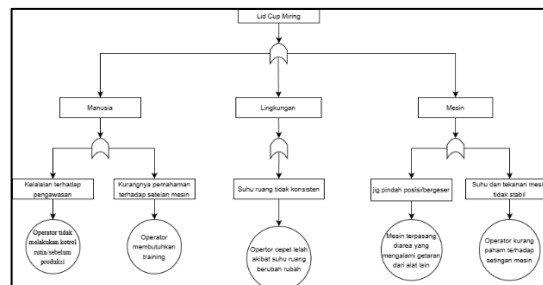 Lid Cup Miring
Manusia
Lingkungan
Mesin
Kelalaian terhadap
pengawasan
Kurangnya pemahaman
terhadap setelan mesin
Suhu ruang tidak konsisten
jig pindah posisi/bergeser
Suhu dan tekanan mesin
tidak stabil
Operator tidak
melakukan kotrol
rutin/sebelum
produksi
Operator
membutuhkan
training
Opertor cepet lelah
akibat suhu ruang
berubah rubah
Mesin terpasang
diarea yang
mengalami getaran
dari alat lain
Operator kurang
paham terhadap
setingan mesin